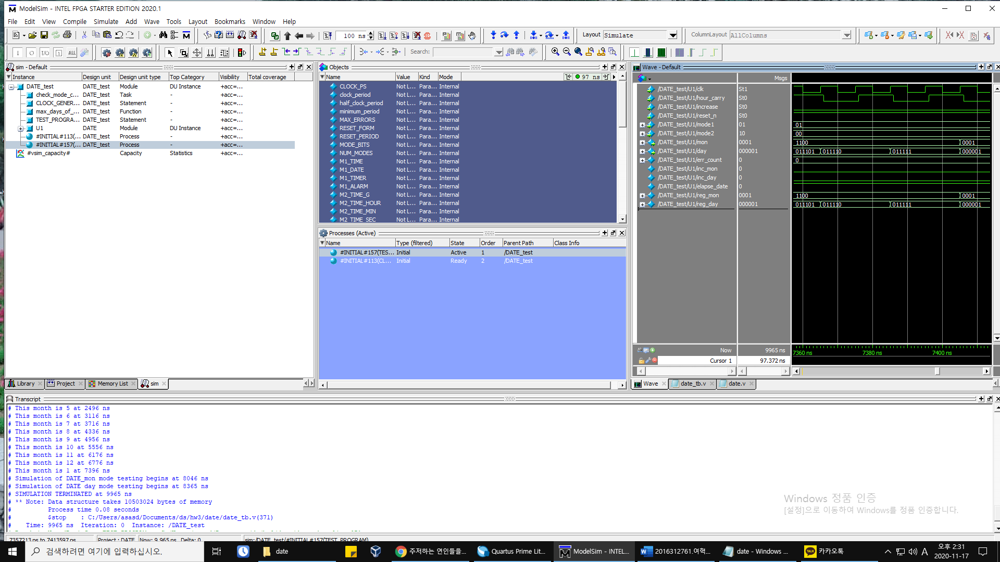 ModelSim - INTEL FPGA STARTER EDITION 2020.1
File Edit View Compile Simulate Add Wave Tools Layout Bookmarks Window Help
100 ns
Layout Simulate
ColumnLayout AllColumns
Search:
sim - Default
Instance Design unit Design unit type Top Category Visibility Total coverage
DATE_test DATE_test Module DU Instance +acc=...
check_mode_c... DATE_test Task - +acc=...
CLOCK_GENER... DATE_test Statement - +acc=...
max_days_of_... DATE_test Function - +acc=...
TEST_PROGRA... DATE_test Statement - +acc=...
U1 DATE Module DU Instance +acc=...
#INITIAL#113(... DATE_test Process - +acc=...
#INITIAL#157(... DATE_test Process - +acc=...
#vsim_capacity# Capacity Statistics +acc=...
Library Project Memory List sim
Objects
Name Value Kind Mode 97 ns
CLOCK_PS Not L... Para... Internal
clock_period Not L... Para... Internal
half_clock_period Not L... Para... Internal
minimum_period Not L... Para... Internal
MAX_ERRORS Not L... Para... Internal
RESET_FORM Not L... Para... Internal
RESET_PERIOD Not L... Para... Internal
MODE_BITS Not L... Para... Internal
NUM_MODES Not L... Para... Internal
M1_TIME Not L... Para... Internal
M1_DATE Not L... Para... Internal
M1_TIMER Not L... Para... Internal
M1_ALARM Not L... Para... Internal
M2_TIME_G Not L... Para... Internal
M2_TIME_HOUR Not L... Para... Internal
M2_TIME_MIN Not L... Para... Internal
M2_TIME_SEC Not L... Para... Internal
Processes (Active)
Name Type (filtered) State Order Parent Path Class Info
#INITIAL#157(TES... Initial Active 1 /DATE_test
#INITIAL#113(CL... Initial Ready 2 /DATE_test
Wave - Default
Msgs
/DATE_test/U1/clk St1
/DATE_test/U1/hour_carry St0
/DATE_test/U1/increase St0
/DATE_test/U1/reset_n St0
/DATE_test/U1/mode1 01 01
/DATE_test/U1/mode2 10 00
/DATE_test/U1/mon 0001 1100 0001
/DATE_test/U1/day 000001 011101 011110 011111 000001
/DATE_test/U1/err_count 0 0
/DATE_test/U1/inc_mon 0
/DATE_test/U1/inc_day 0
/DATE_test/U1/elapse_date 0
/DATE_test/U1/reg_mon 0001 1100 0001
/DATE_test/U1/reg_day 000001 011101 011110 011111 000001
Now 9965 ns 7360 ns 7380 ns 7400 ns
Cursor 1 97.372 ns
Wave date_tb.v date.v
Transcript
# This month is 5 at 2496 ns
# This month is 6 at 3116 ns
# This month is 7 at 3716 ns
# This month is 8 at 4336 ns
# This month is 9 at 4956 ns
# This month is 10 at 5556 ns
# This month is 11 at 6176 ns
# This month is 12 at 6776 ns
# This month is 1 at 7396 ns
# Simulation of DATE_mon mode testing begins at 8046 ns
# Simulation of DATE_day mode testing begins at 8365 ns
# SIMULATION TERMINATED at 9965 ns
# ** Note: Data structure takes 10503024 bytes of memory
# Process time 0.08 seconds
# $stop : C:/Users/asasd/Documents/ds/hw3/date/date_tb.v(371)
# Time: 9965 ns Iteration: 0 Instance: /DATE_test
Windows 정품 인증
[설정]으로 이동하여 Windows를 정품 인증합니다.
7357213 ps to 7413597 ps Project : DATE Now: 9,965 ns Delta: 0 sim:/DATE_test/#INITIAL#157(TEST_PROGRAM)
검색하려면 여기에 입력하십시오.
date
주저하는 연인들을...
Quartus Prime Lit...
ModelSim - INTEL...
2016312761.여혁...
date - Windows ...
TALK
카카오톡
A
오후 2:31
2020-11-17